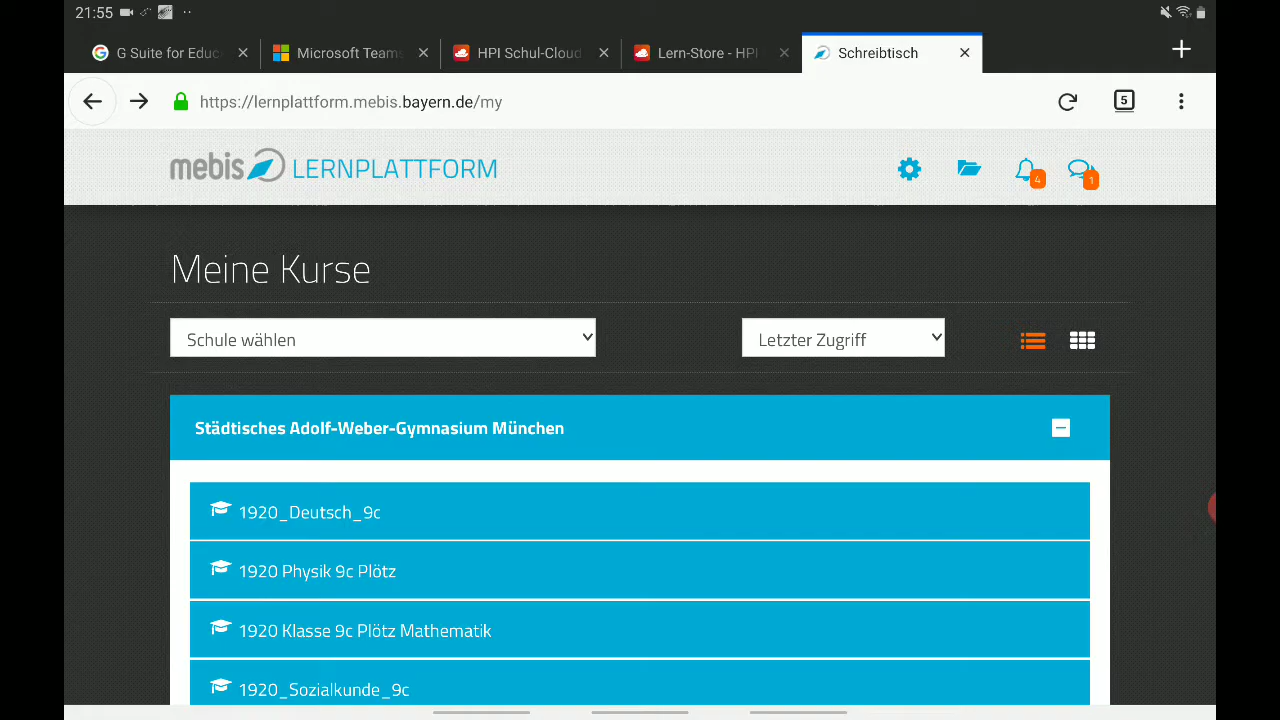 21:55
G Suite for Educ
Microsoft Teams
HPI Schul-Cloud
Lern-Store - HPI
Schreibtisch
https://lernplattform.mebis.bayern.de/my
5
mebis LERNPLATTFORM
4
1
Meine Kurse
Schule wählen
Letzter Zugriff
Städtisches Adolf-Weber-Gymnasium München
1920_Deutsch_9c
1920 Physik 9c Plötz
1920 Klasse 9c Plötz Mathematik
1920_Sozialkunde_9c